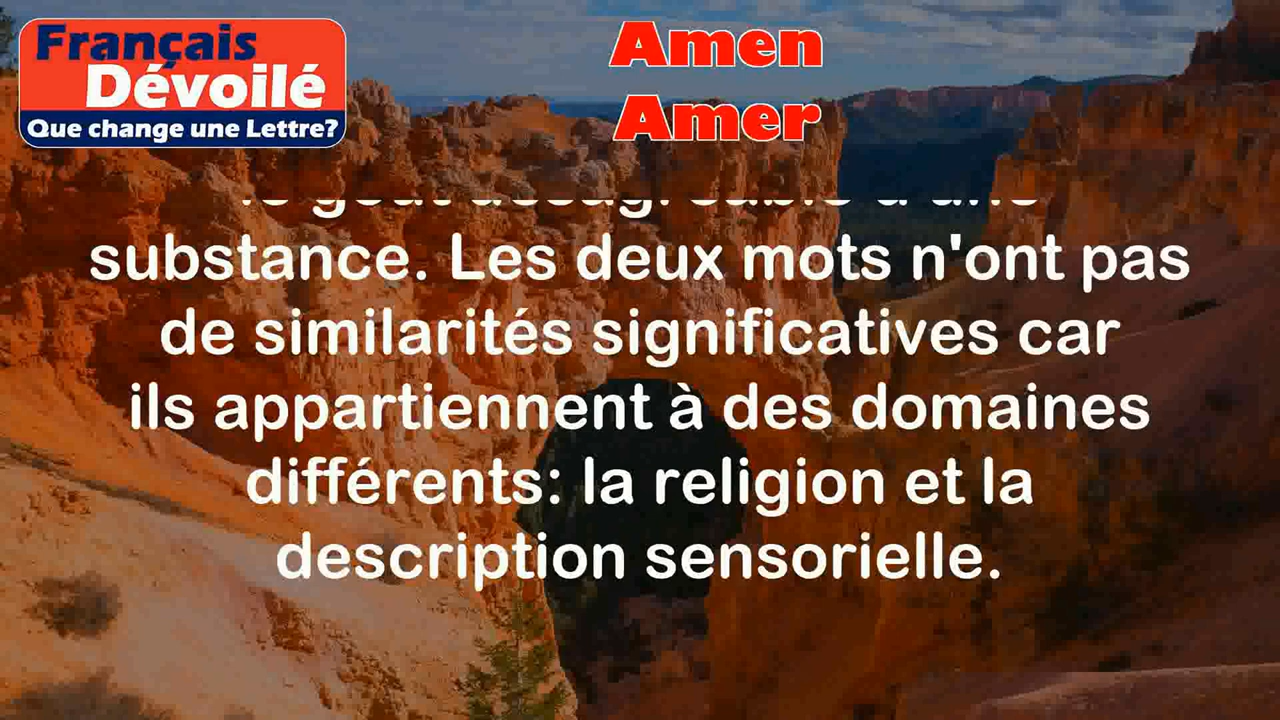 Français
Dévoilé
Que change une Lettre?
Amen
Amer
substance. Les deux mots n'ont pas
de similarités significatives car
ils appartiennent à des domaines
différents: la religion et la
description sensorielle.